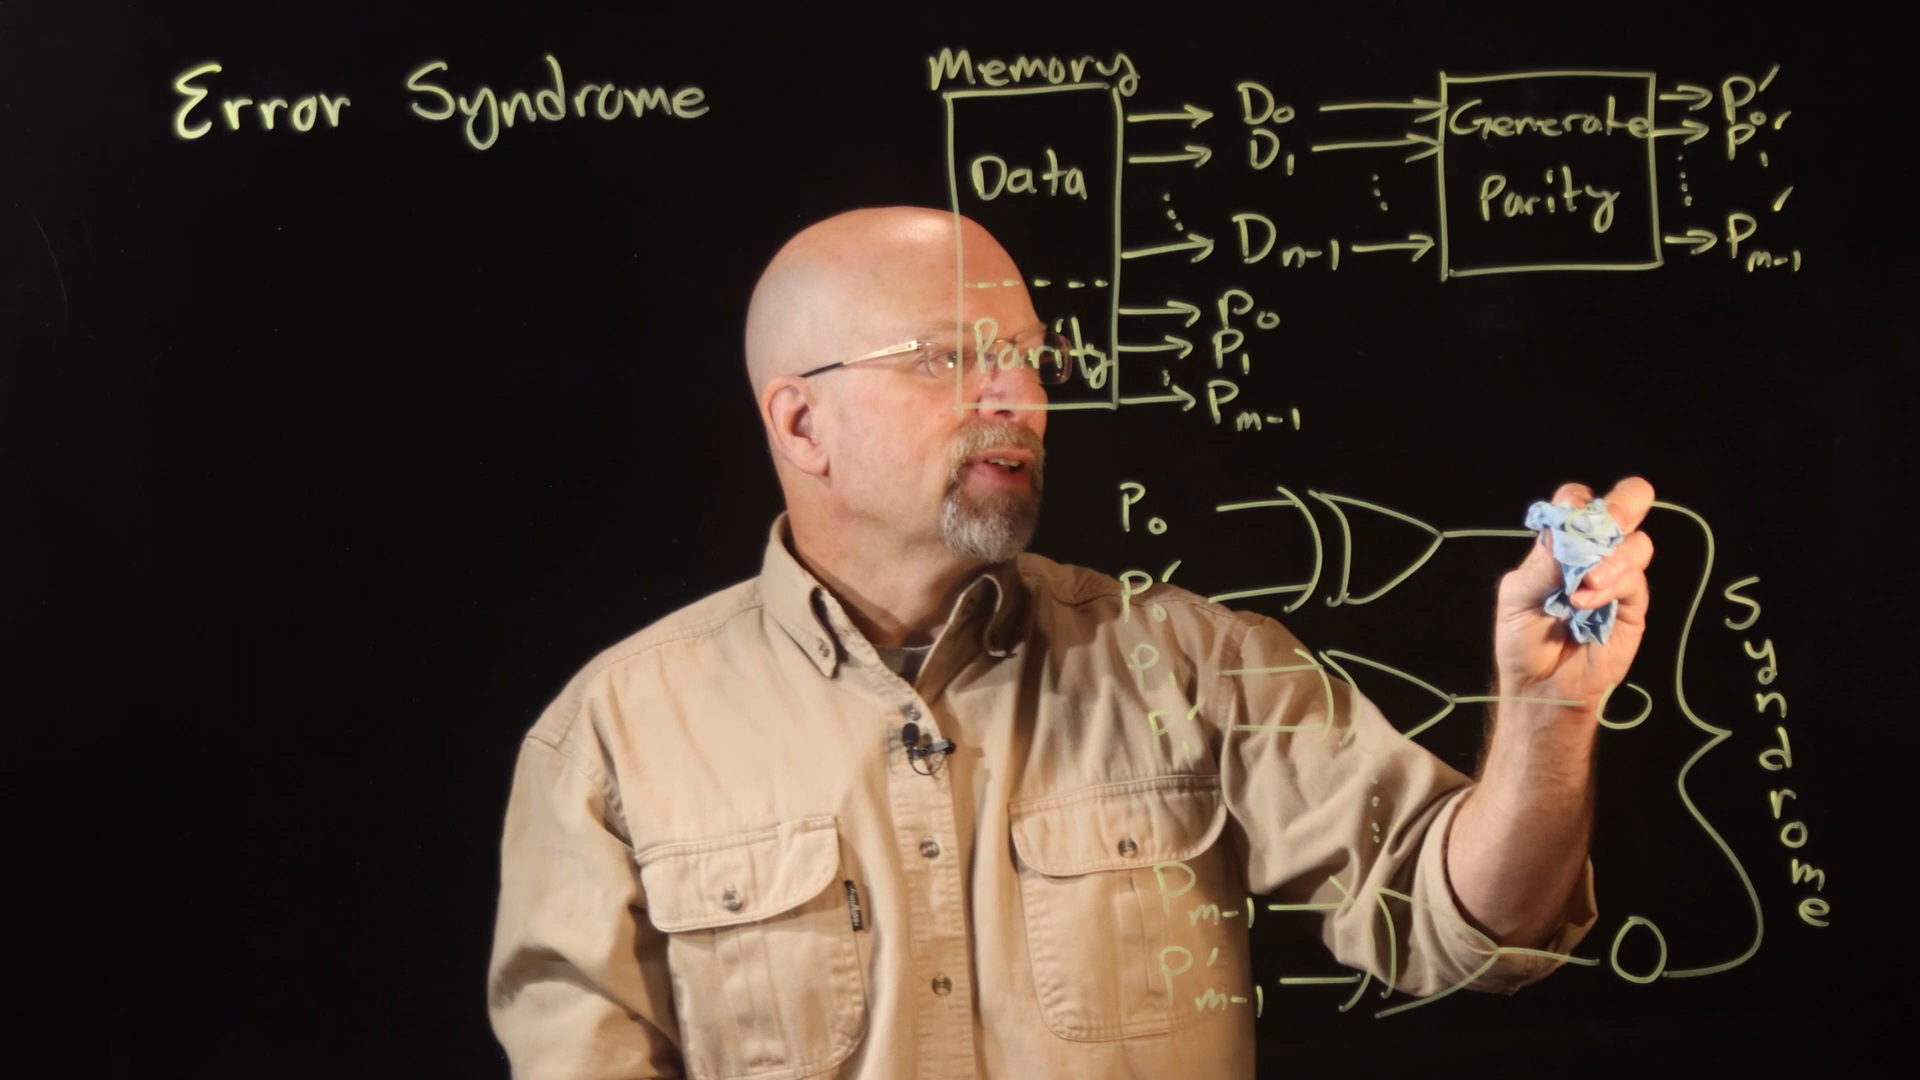 Error Syndrome
Memory
Data
Parity
D0
D1
Dn-1
Generate
Parity
P0′
P1′
Pm-1′
P0
P1
Pm-1
P0
P0′
P1
P1′
Pm-1
P′m-1
0
0
Syndrome